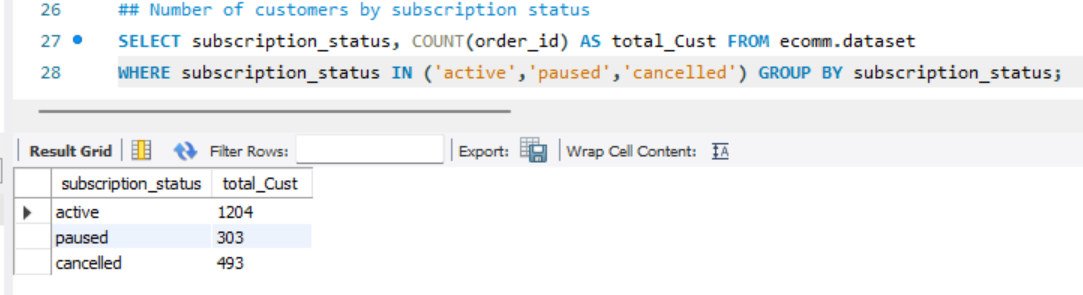 26 ## Number of customers by subscription status
27 SELECT subscription_status, COUNT(order_id) AS total_Cust FROM ecomm.dataset
28 WHERE subscription_status IN ('active','paused','cancelled') GROUP BY subscription_status;
Result Grid Filter Rows: Export: Wrap Cell Content: IA
subscription_status total_Cust
active 1204
paused 303
cancelled 493